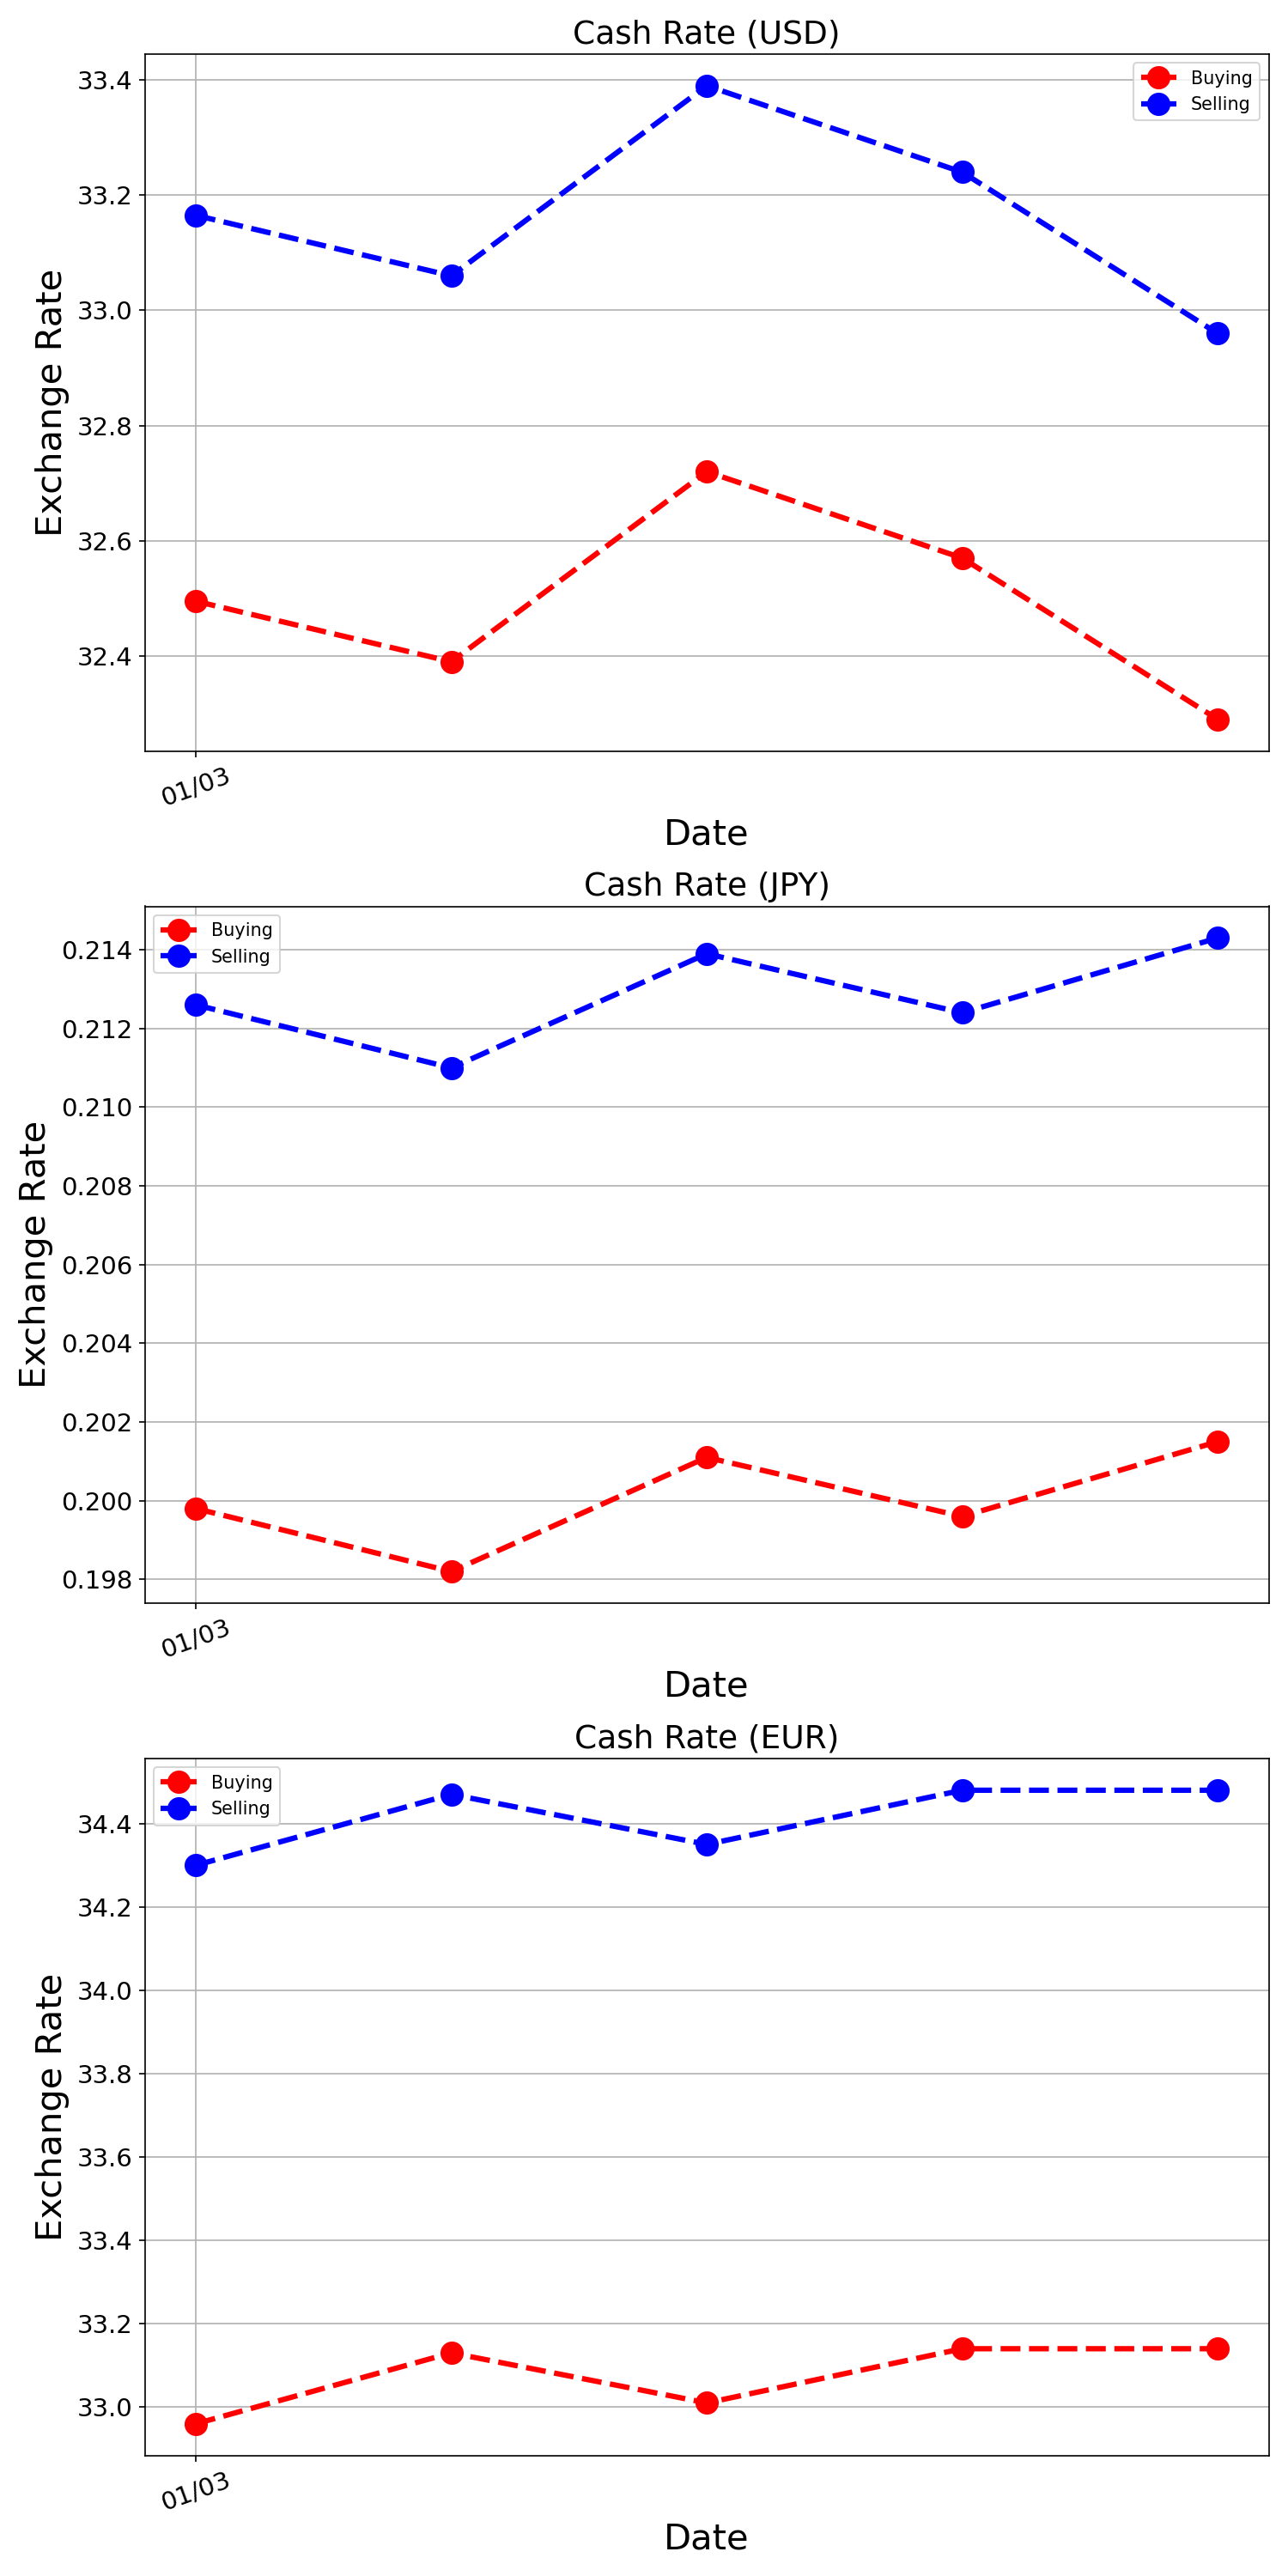 Cash Rate (USD)
Buying
Selling
Exchange Rate
33.4
33.2
33.0
32.8
32.6
32.4
01/03
Date
Cash Rate (JPY)
Buying
Selling
Exchange Rate
0.214
0.212
0.210
0.208
0.206
0.204
0.202
0.200
0.198
01/03
Date
Cash Rate (EUR)
Buying
Selling
Exchange Rate
34.4
34.2
34.0
33.8
33.6
33.4
33.2
33.0
01/03
Date